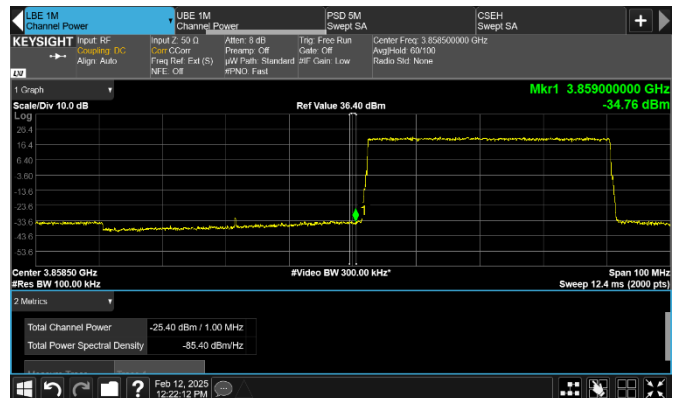 LBE 1M
Channel Power
UBE 1M
Channel Power
PSD 5M
Swept SA
CSEH
Swept SA
KEYSIGHT
Input: RF
Coupling: DC
Align: Auto
Input Z: 50 Ω
Corr CCorr
Freq Ref: Ext (S)
NFE: Off
Atten: 8 dB
Preamp: Off
µW Path: Standard
#PNO: Fast
Trig: Free Run
Gate: Off
#IF Gain: Low
Center Freq: 3.858500000 GHz
Avg|Hold: 60/100
Radio Std: None
LXI
1 Graph
Mkr1 3.859000000 GHz
Scale/Div 10.0 dB
Ref Value 36.40 dBm
-34.76 dBm
Log
26.4
16.4
6.40
-3.60
-13.6
-23.6
-33.6
-43.6
-53.6
1
Center 3.85850 GHz
#Video BW 300.00 kHz*
Span 100 MHz
#Res BW 100.00 kHz
Sweep 12.4 ms (2000 pts)
2 Metrics
Total Channel Power -25.40 dBm / 1.00 MHz
Total Power Spectral Density -85.40 dBm/Hz
Feb 12, 2025
12:22:12 PM